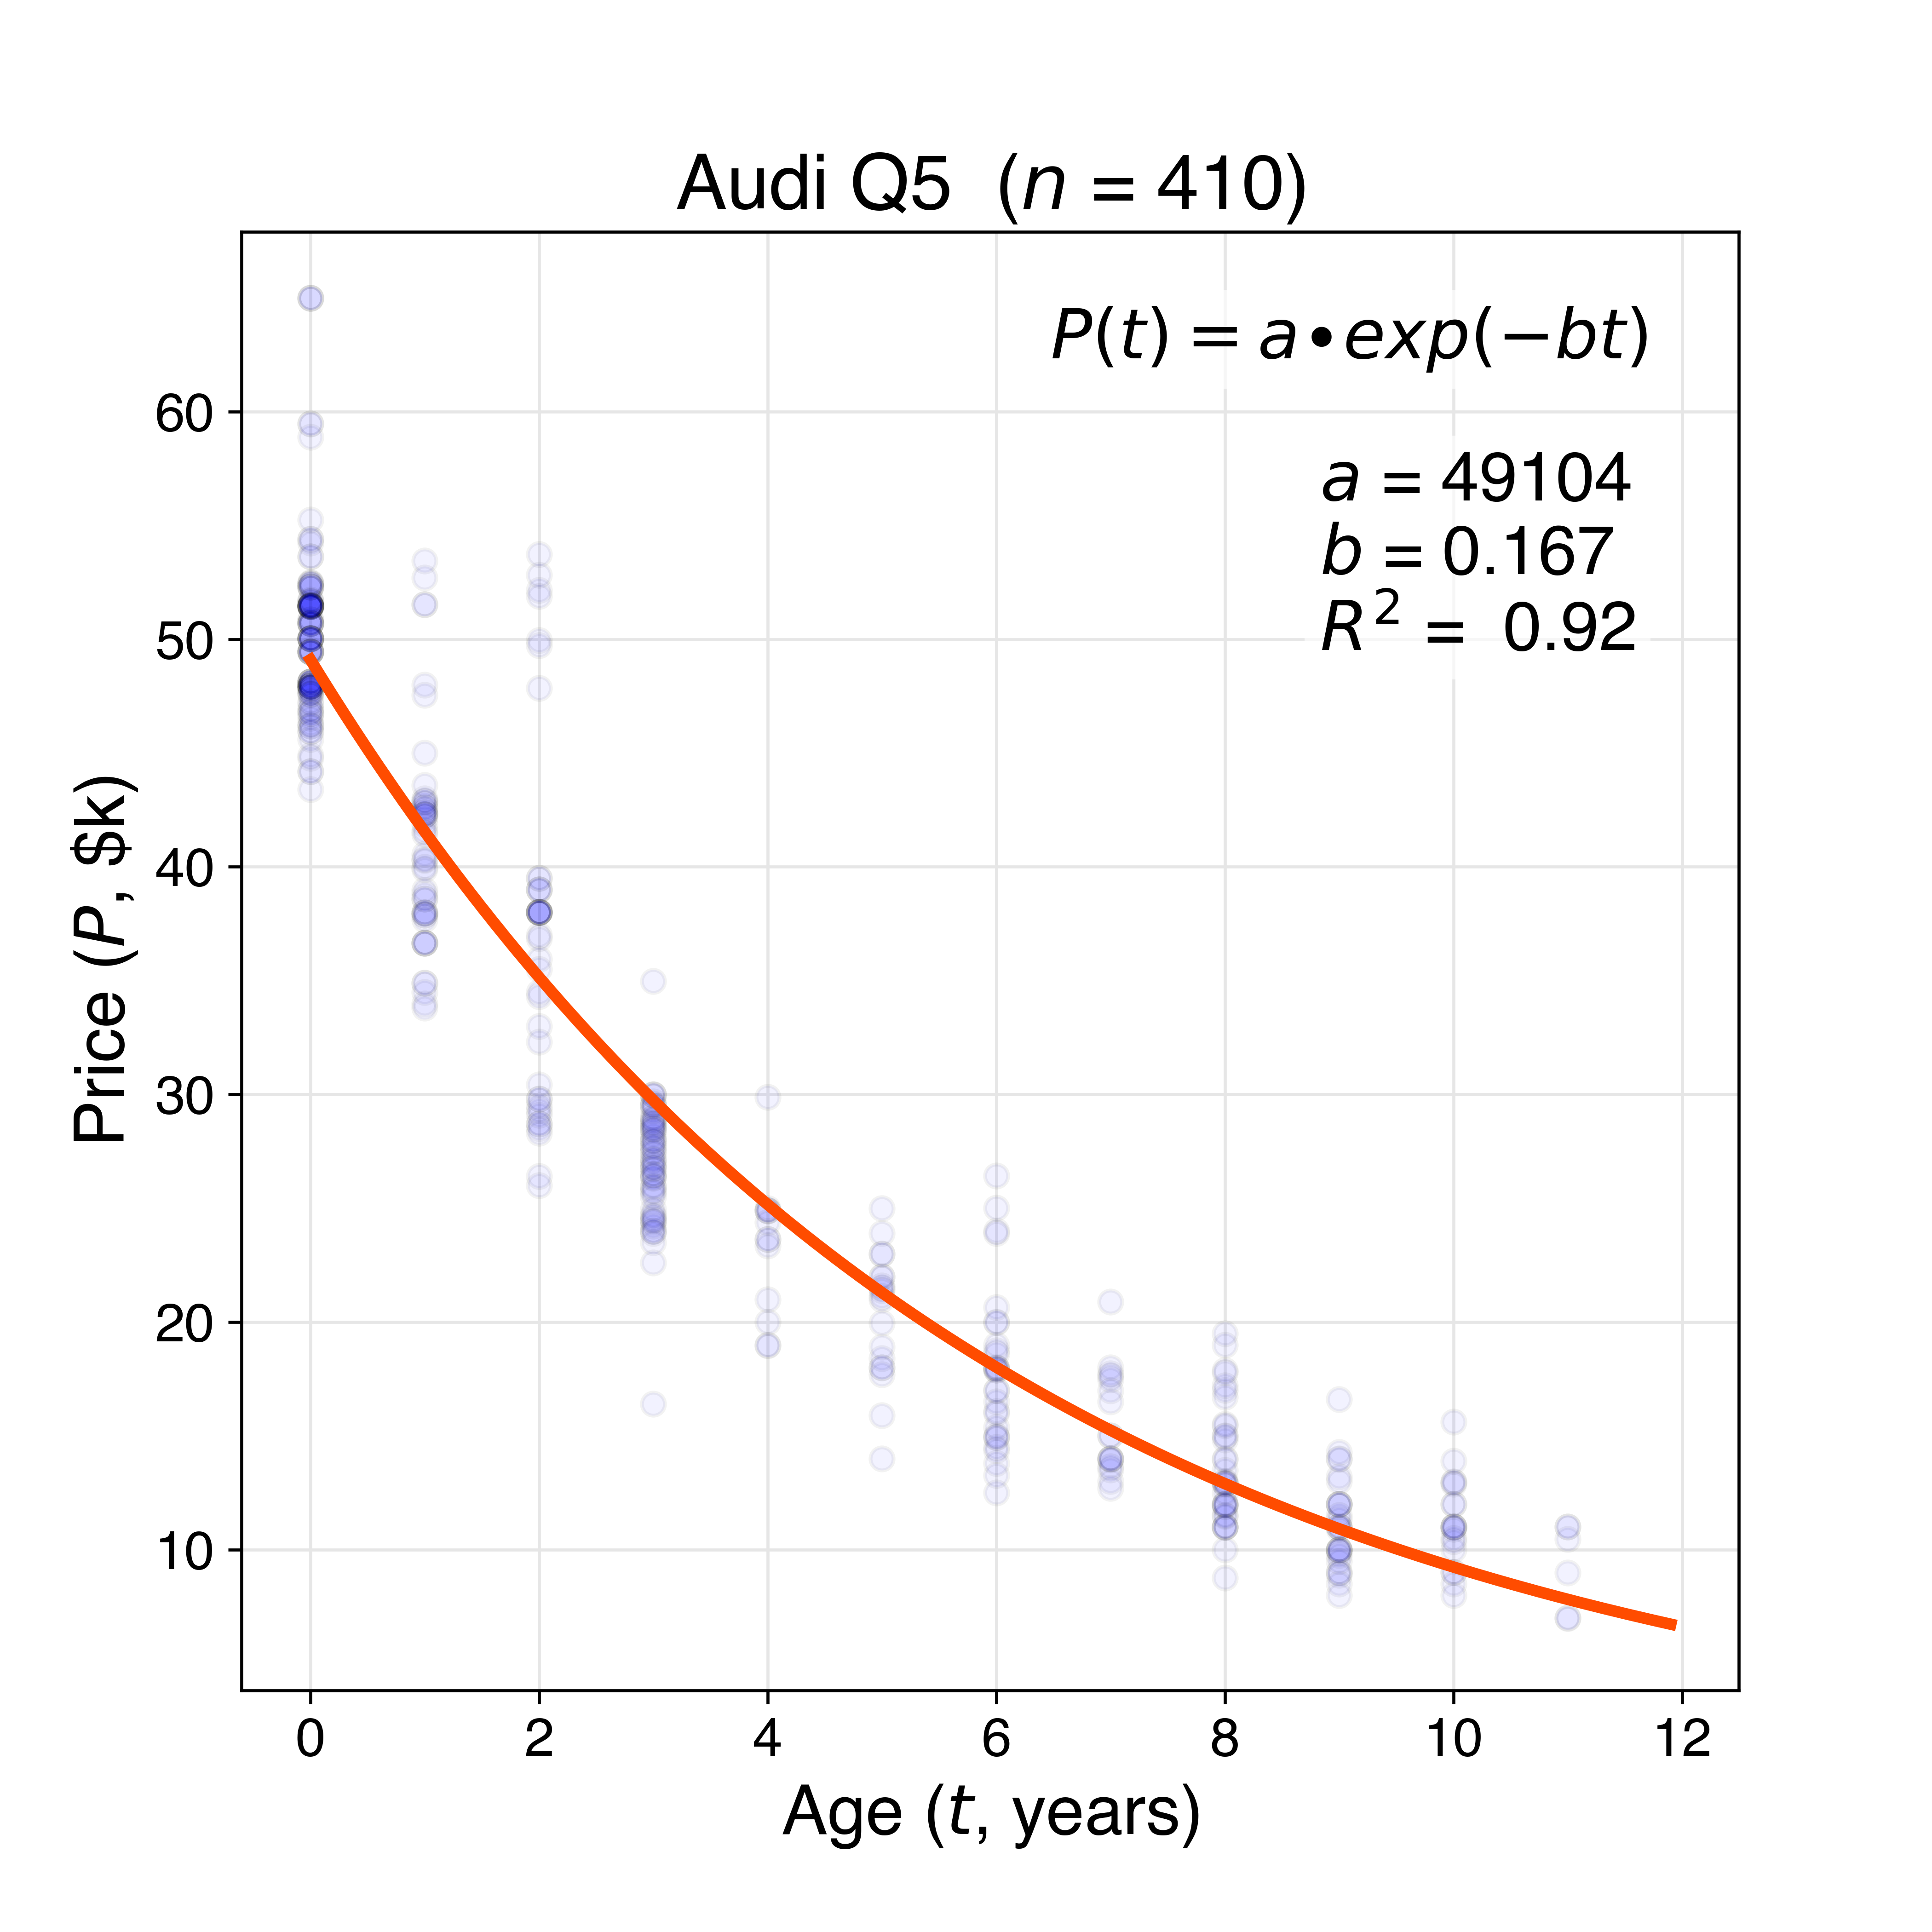 Audi Q5 (n = 410)
P(t) = a•exp(−bt)
a = 49104
b = 0.167
R² = 0.92
Price (P, $k)
60
50
40
30
20
10
0 2 4 6 8 10 12
Age (t, years)